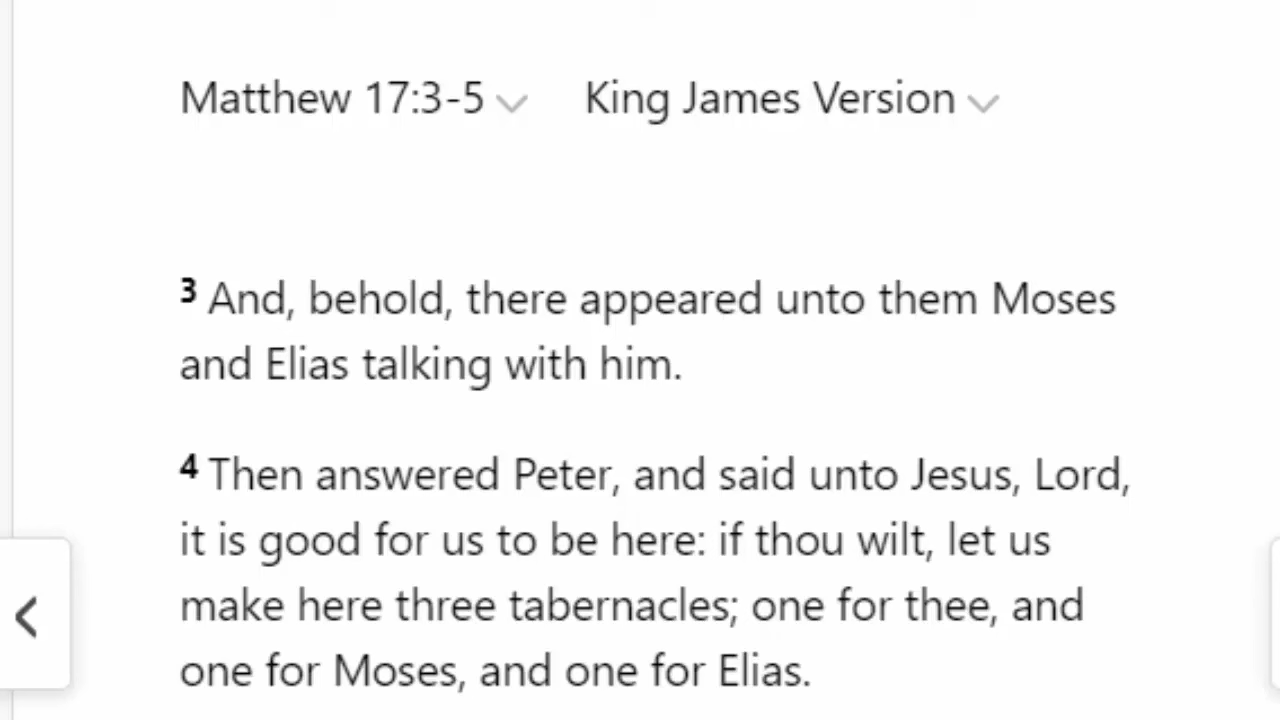 Matthew 17:3-5 King James Version
3 And, behold, there appeared unto them Moses
and Elias talking with him.
4 Then answered Peter, and said unto Jesus, Lord,
it is good for us to be here: if thou wilt, let us
make here three tabernacles; one for thee, and
one for Moses, and one for Elias.